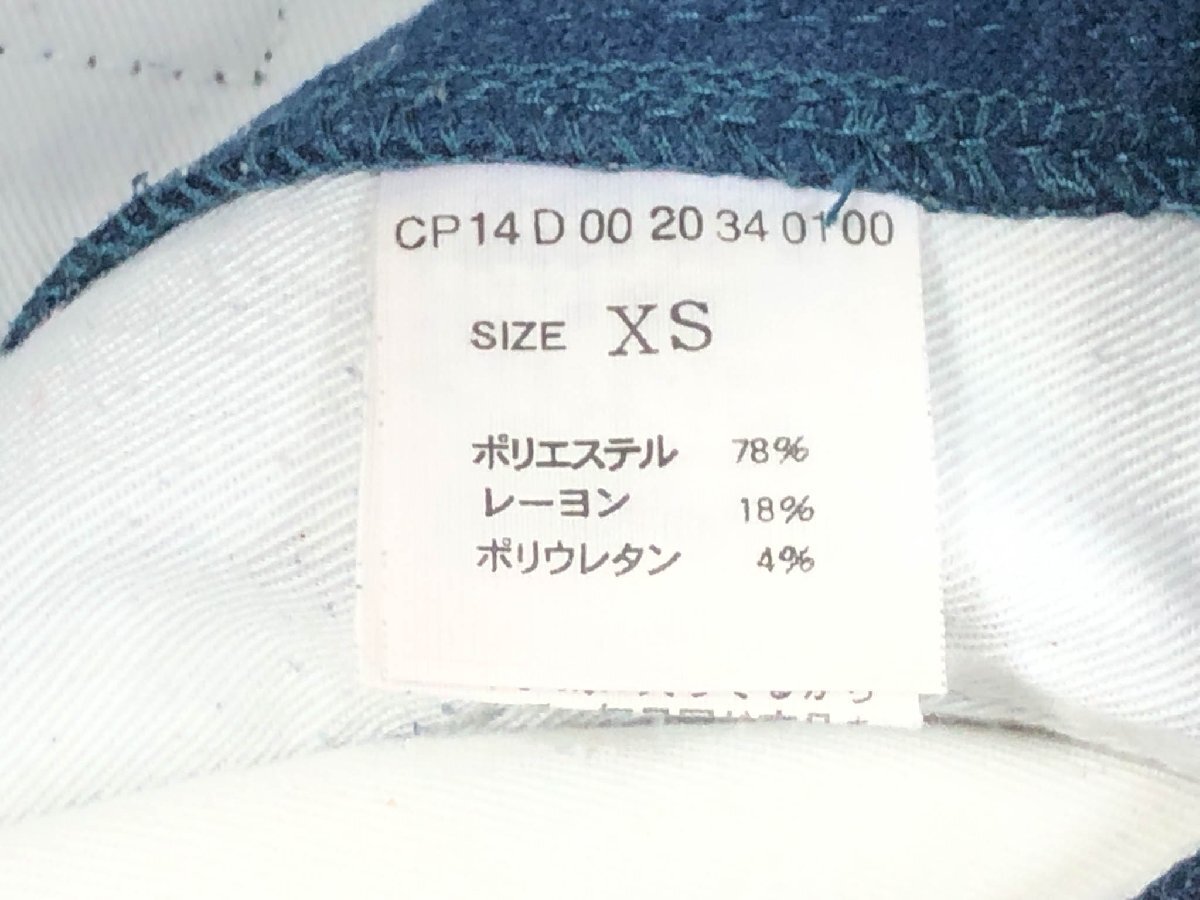 CP14 D 00 20 34 01 00
SIZE XS
ポリエステル 78%
レーヨン 18%
ポリウレタン 4%